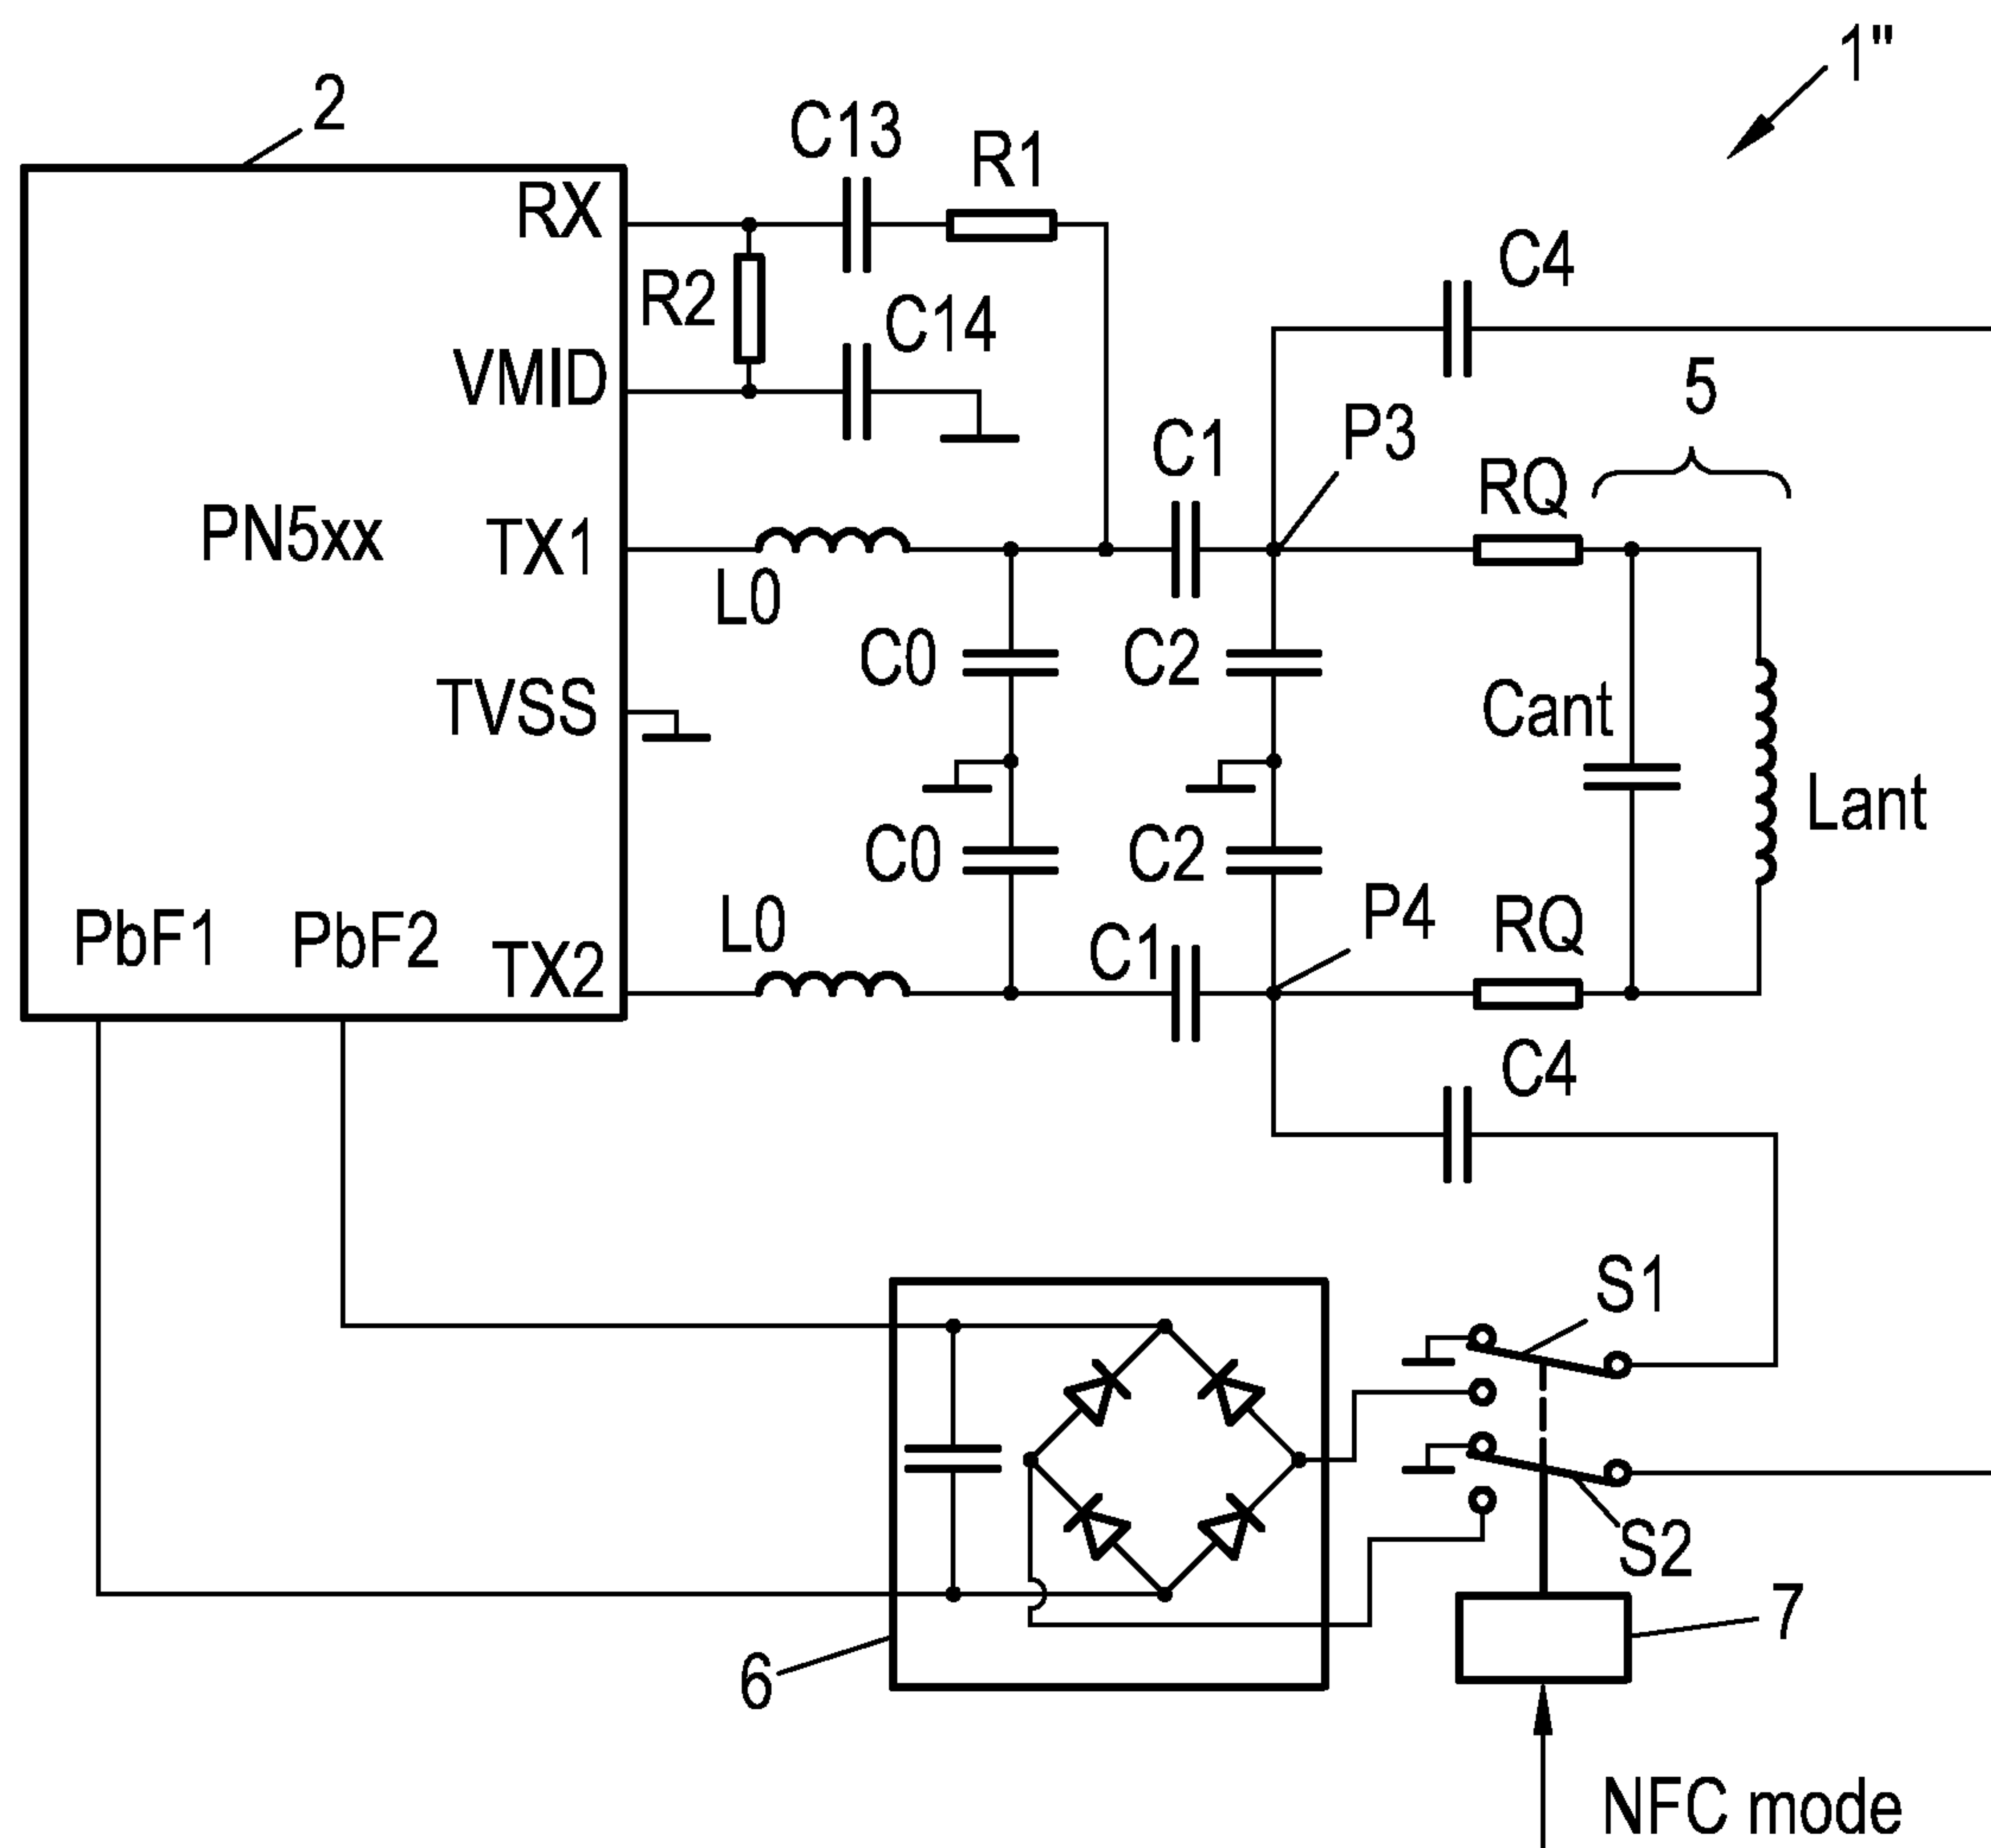 1"
2
C13
R1
RX
C4
R2
C14
VMID
5
P3
C1
RQ
PN5xx
TX1
L0
C0
C2
TVSS
Cant
Lant
C0
C2
P4
PbF1
PbF2
L0
RQ
TX2
C1
C4
S1
S2
7
6
NFC mode